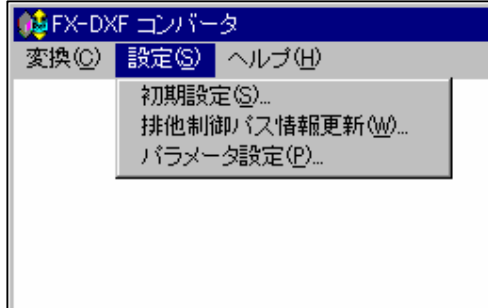 FX-DXF コンバータ
変換(C) 設定(S) ヘルプ(H)
初期設定(S)...
排他制御パス情報更新(W)...
パラメータ設定(P)...